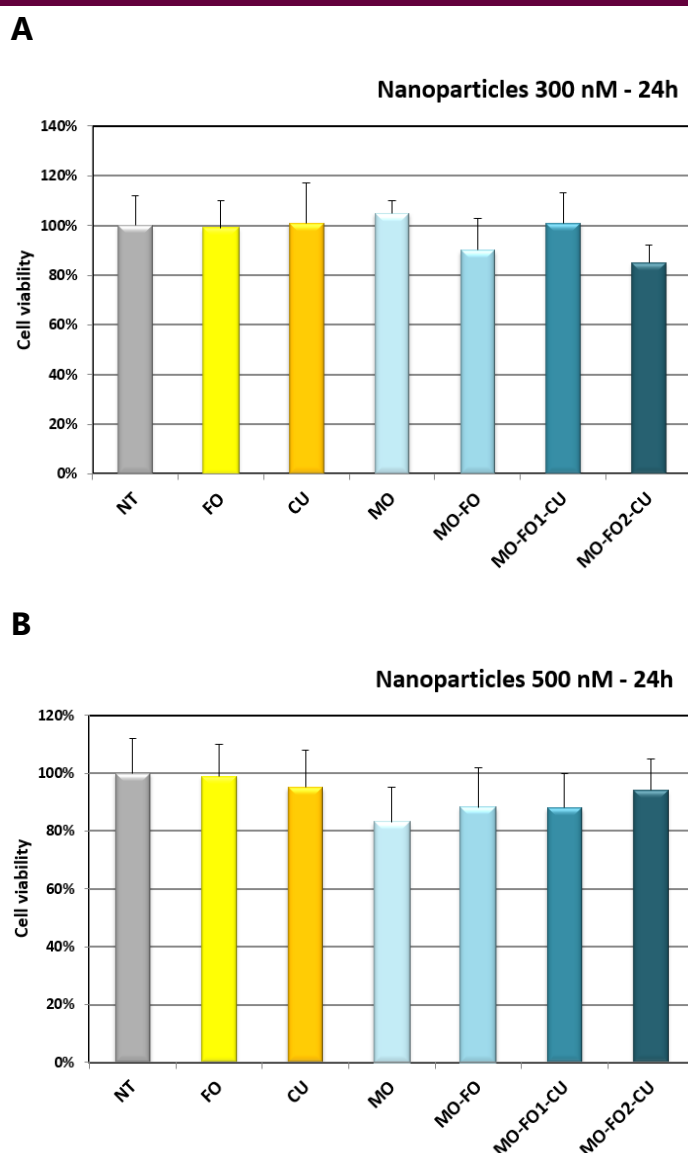 A
Nanoparticles 300 nM - 24h
140%
120%
100%
80%
60%
40%
20%
0%
Cell viability
NT
FO
CU
MO
MO-FO
MO-FO1-CU
MO-FO2-CU
B
Nanoparticles 500 nM - 24h
120%
100%
80%
60%
40%
20%
0%
Cell viability
NT
FO
CU
MO
MO-FO
MO-FO1-CU
MO-FO2-CU